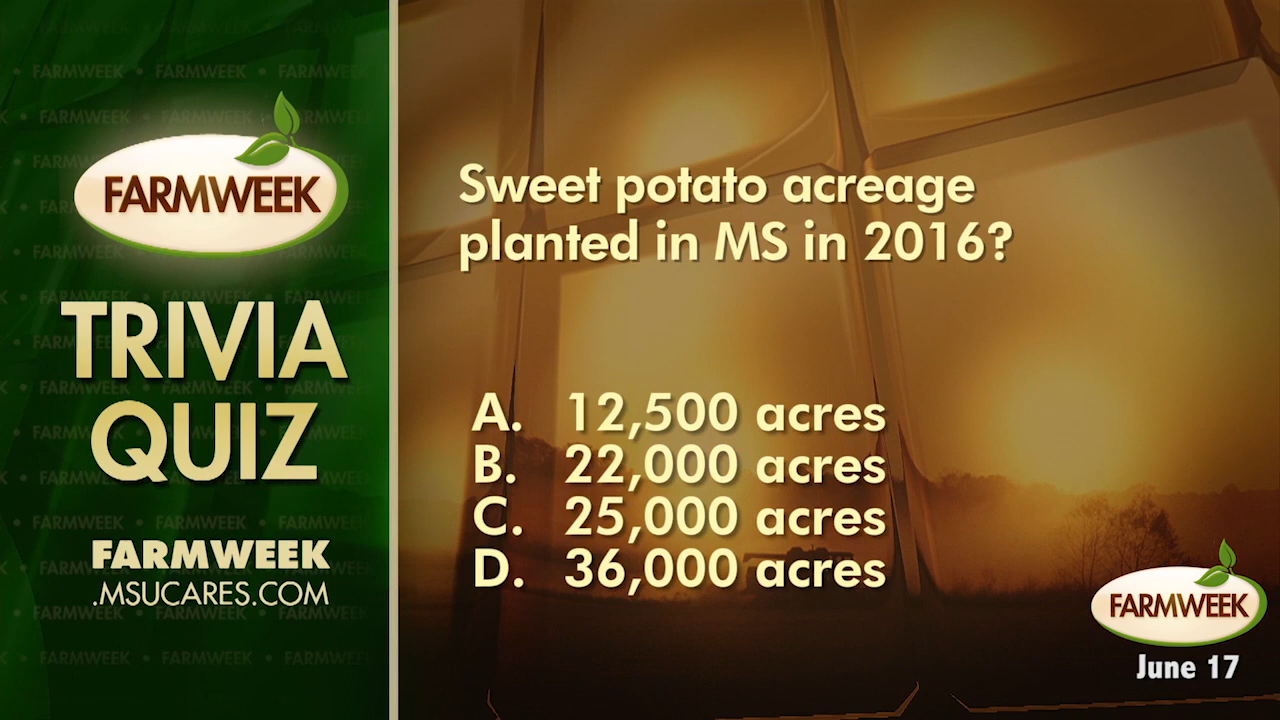 FARMWEEK
TRIVIA
QUIZ
FARMWEEK
.MSUCARES.COM
Sweet potato acreage
planted in MS in 2016?
A. 12,500 acres
B. 22,000 acres
C. 25,000 acres
D. 36,000 acres
FARMWEEK
June 17